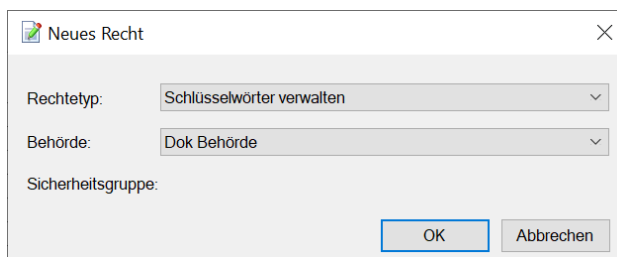 Neues Recht
Rechtetyp: Schlüsselwörter verwalten
Behörde: Dok Behörde
Sicherheitsgruppe:
OK Abbrechen